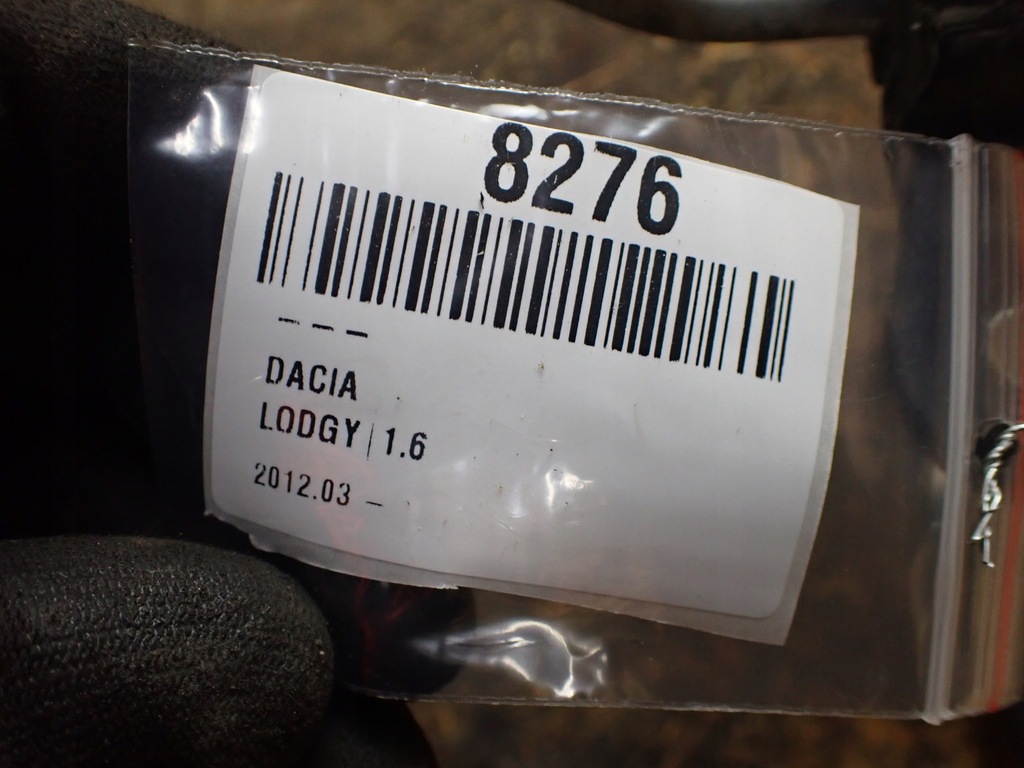 8276
---
DACIA
LODGY | 1.6
2012.03 -